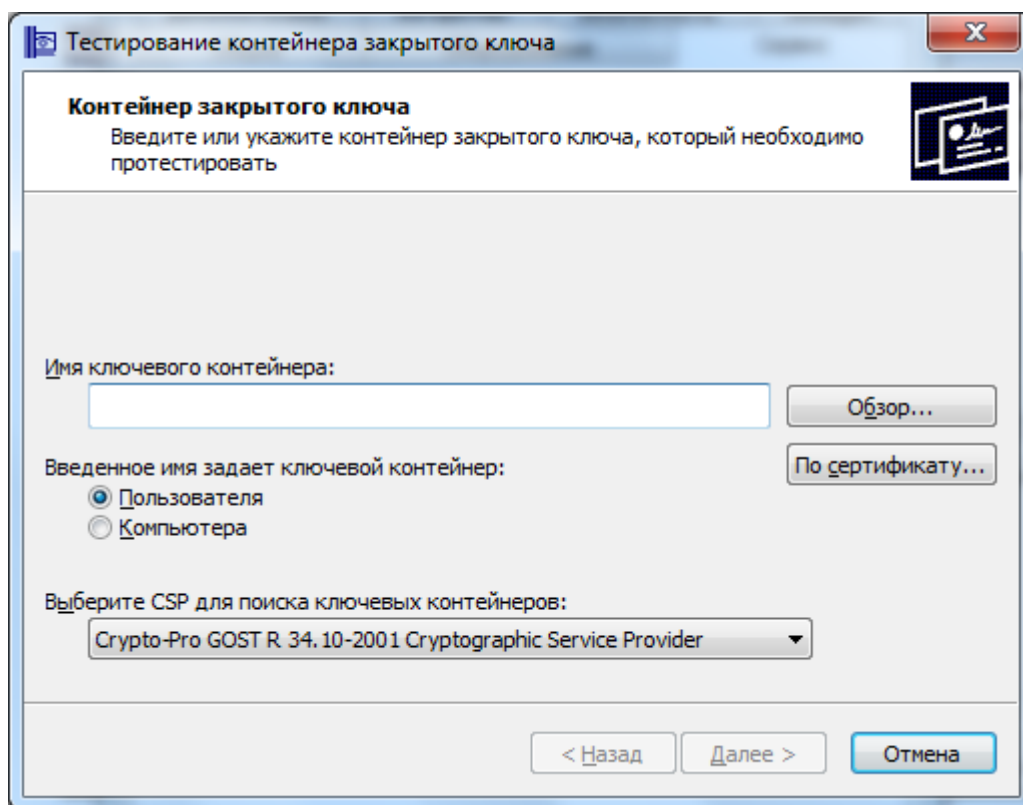 Тестирование контейнера закрытого ключа
Контейнер закрытого ключа
Введите или укажите контейнер закрытого ключа, который необходимо
протестировать
Имя ключевого контейнера:
Обзор...
Введенное имя задает ключевой контейнер:
По сертификату...
Пользователя
Компьютера
Выберите CSP для поиска ключевых контейнеров:
Crypto-Pro GOST R 34.10-2001 Cryptographic Service Provider
< Назад
Далее >
Отмена